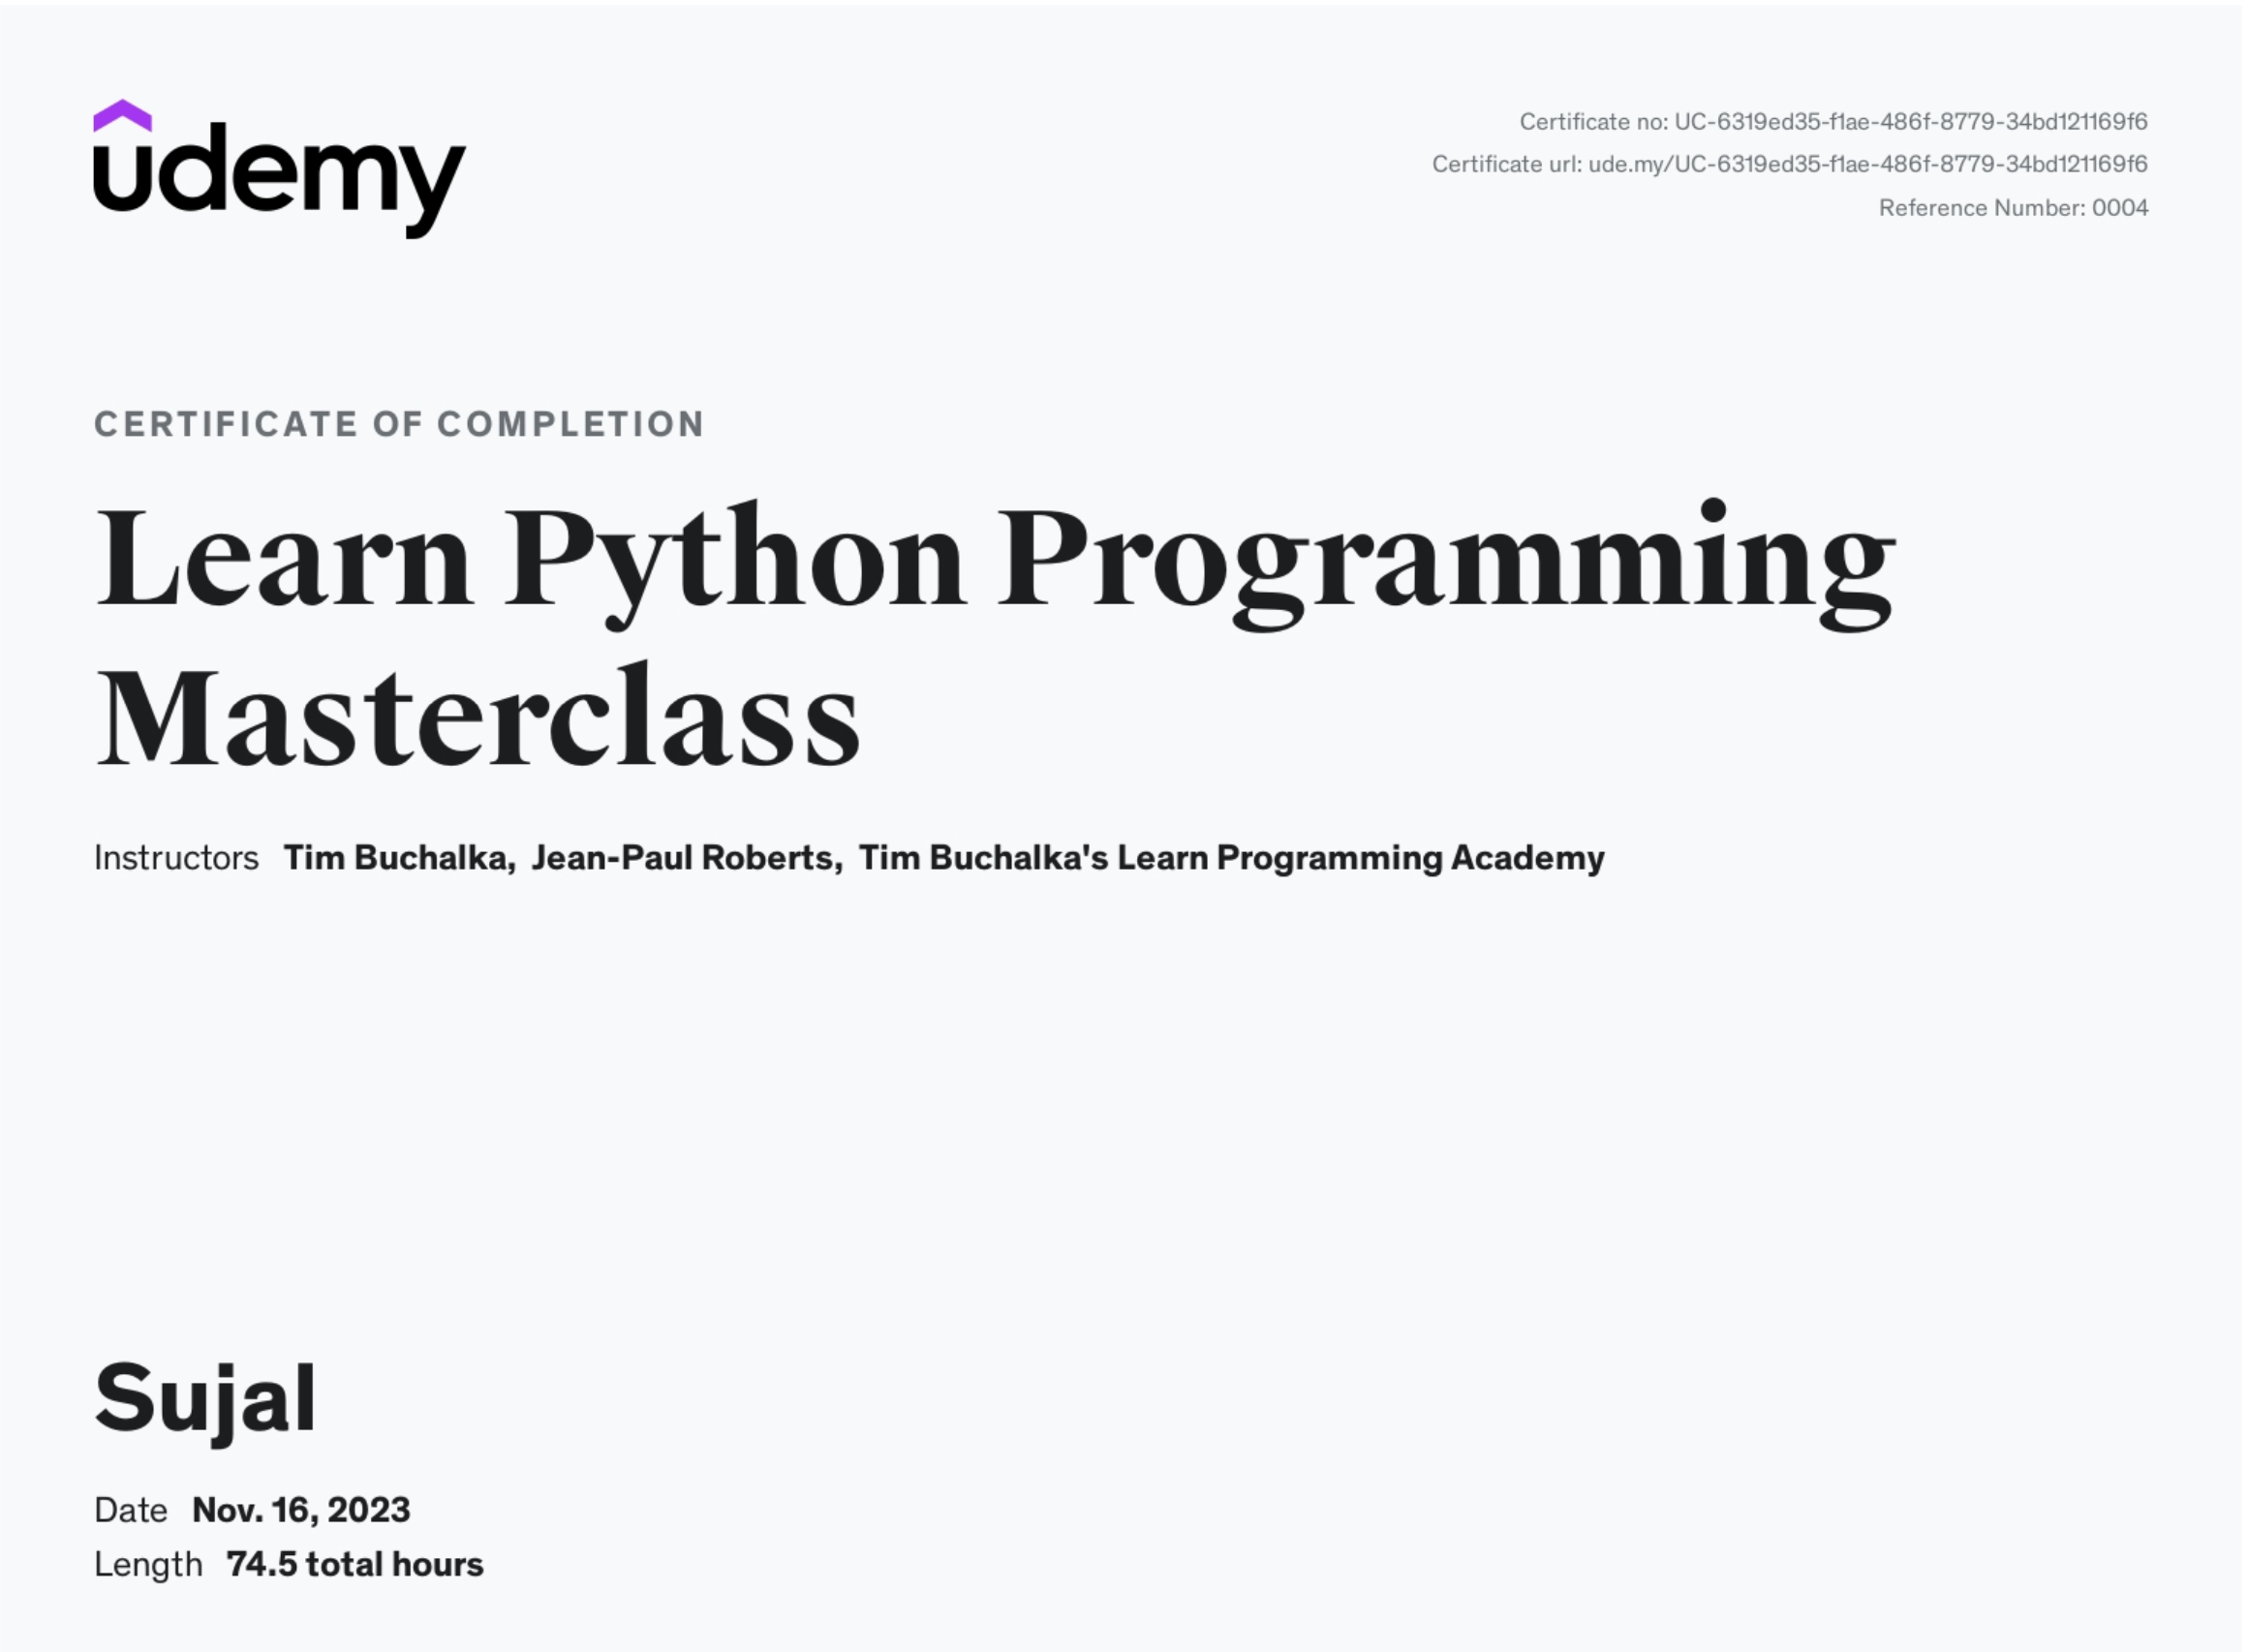 udemy
Certificate no: UC-6319ed35-f1ae-486f-8779-34bd121169f6
Certificate url: ude.my/UC-6319ed35-f1ae-486f-8779-34bd121169f6
Reference Number: 0004
CERTIFICATE OF COMPLETION
Learn Python Programming
Masterclass
Instructors Tim Buchalka, Jean-Paul Roberts, Tim Buchalka's Learn Programming Academy
Sujal
Date Nov. 16, 2023
Length 74.5 total hours